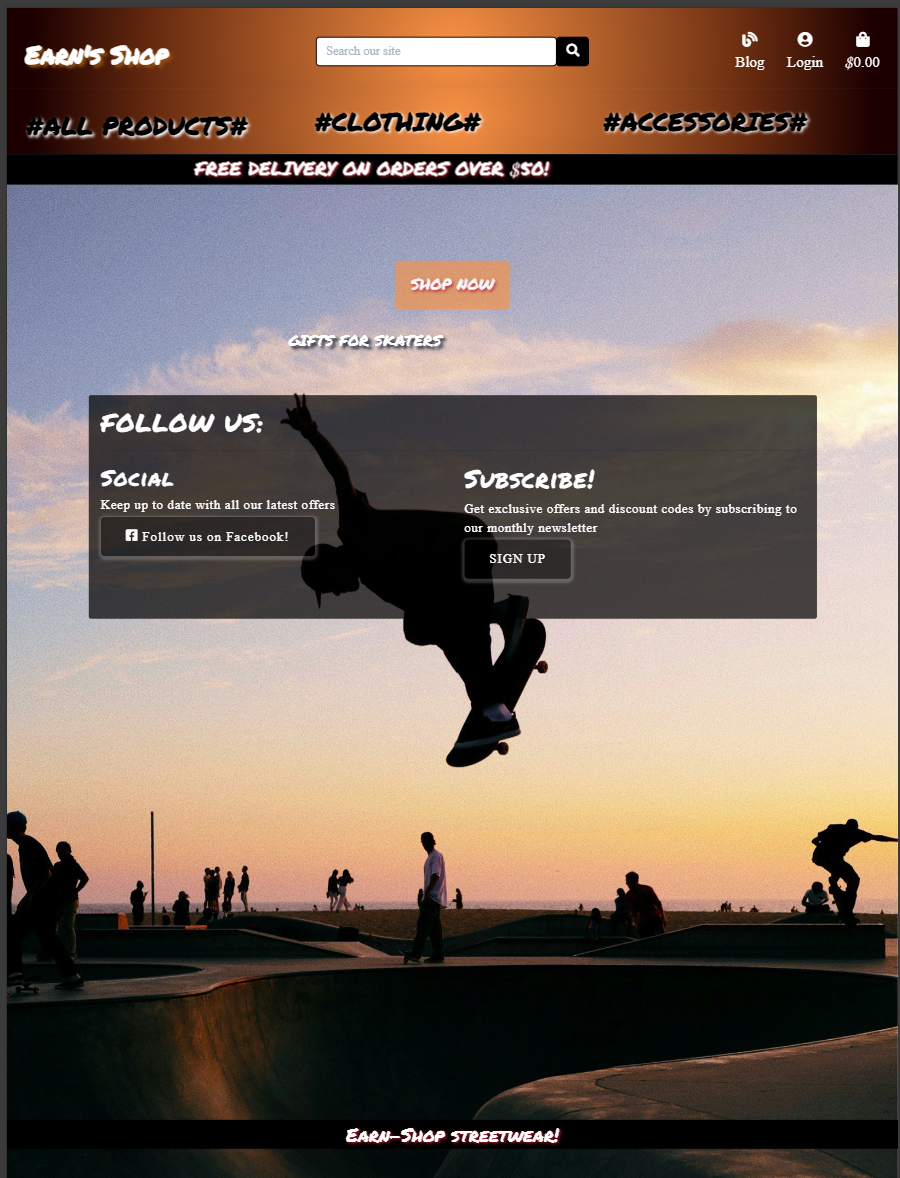 Earn's Shop
Search our site
Blog
Login
$0.00
#ALL PRODUCTS#
#CLOTHING#
#ACCESSORIES#
FREE DELIVERY ON ORDERS OVER $50!
SHOP NOW
GIFTS FOR SKATERS
FOLLOW US:
Social
Keep up to date with all our latest offers
Follow us on Facebook!
Subscribe!
Get exclusive offers and discount codes by subscribing to
our monthly newsletter
SIGN UP
Earn-Shop streetwear!